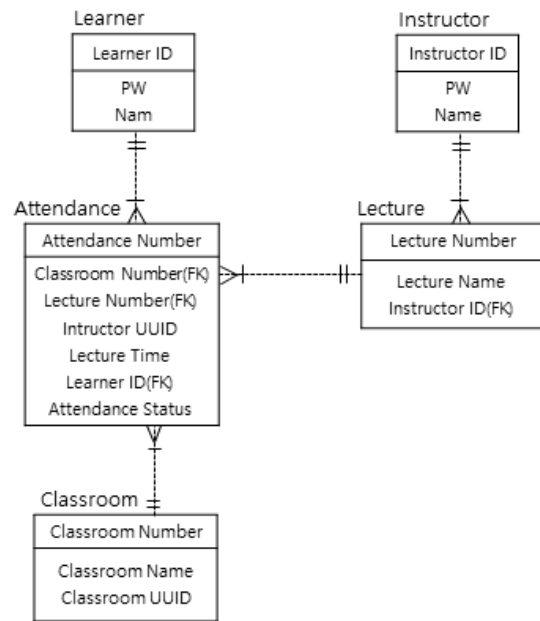 Learner
Learner ID
PW
Nam
Instructor
Instructor ID
PW
Name
Attendance
Attendance Number
Classroom Number(FK)
Lecture Number(FK)
Intructor UUID
Lecture Time
Learner ID(FK)
Attendance Status
Lecture
Lecture Number
Lecture Name
Instructor ID(FK)
Classroom
Classroom Number
Classroom Name
Classroom UUID